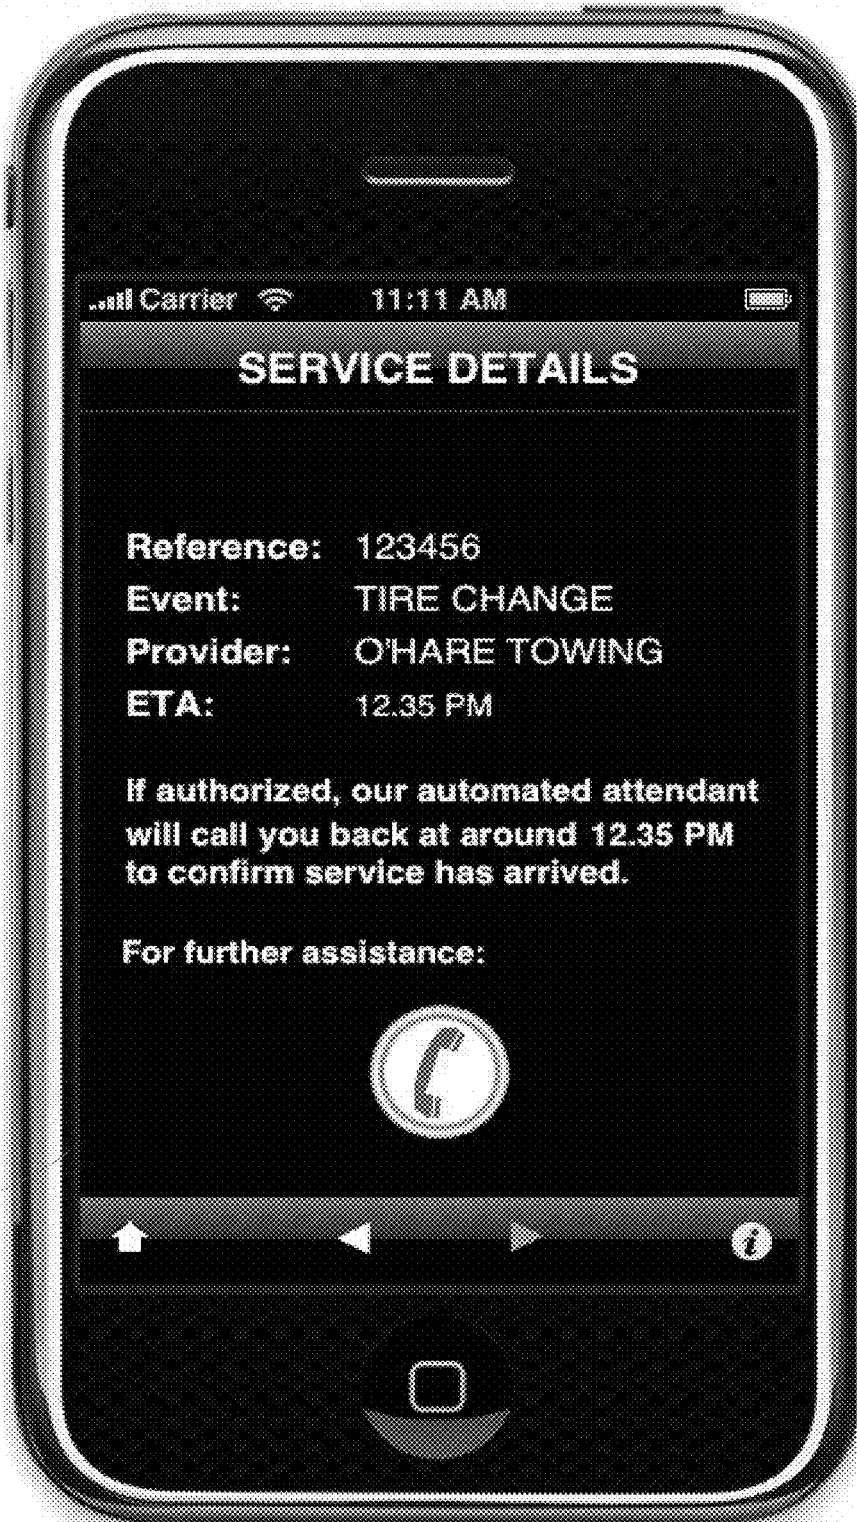 Carrier 11:11 AM
SERVICE DETAILS
Reference: 123456
Event: TIRE CHANGE
Provider: O'HARE TOWING
ETA: 12.35 PM
If authorized, our automated attendant
will call you back at around 12.35 PM
to confirm service has arrived.
For further assistance:
i